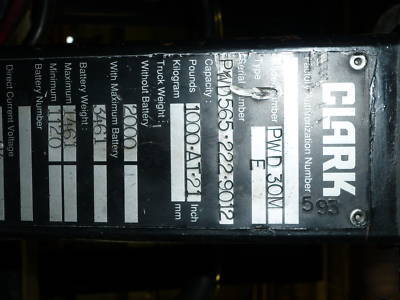 CLARK
Factory Authorization Number 595
Model Number PWD 30M
Type E
Serial PWD565-222-9012
Capacity:
Pounds 1000 AT 21 Inch
Kilogram mm
Truck Weight:
Without Battery 12000
With Maximum Battery
Battery Weight 3461
Maximum 1461
Minimum 1120
Battery Number
Direct Current Voltage